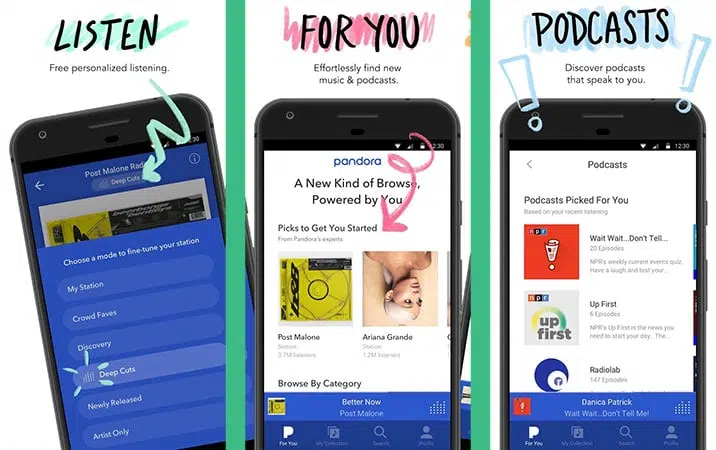 LISTEN
Free personalized listening.
Post Malone Rad
Deep Cuts
Choose a mode to fine-tune your station
My Station
Crowd Faves
Discovery
Deep Cuts
Newly Released
Artist Only
FOR YOU
Effortlessly find new
music & podcasts.
12:30
pandora
A New Kind of Browse,
Powered by You
Picks to Get You Started
From Pandora's experts
Post Malone
Station
3.7M listeners
Ariana Grande
Station
1.2M listeners
Browse By Category
Better Now
Post Malone
For You
My Collection
Search
Profile
PODCASTS
Discover podcasts
that speak to you.
12:30
Podcasts
Podcasts Picked For You
Based on your recent listening
npr
Wait Wait...Don't Tell...
20 Episodes
NPR's weekly current events quiz.
Have a laugh and test your...
npr
up
first
Up First
6 Episodes
NPR's Up First is the news you
need to start your day. The...
Radiolab
147 Episodes
Danica Patrick
Wait Wait...Don't Tell Me!
For You
My Collection
Search
Profile